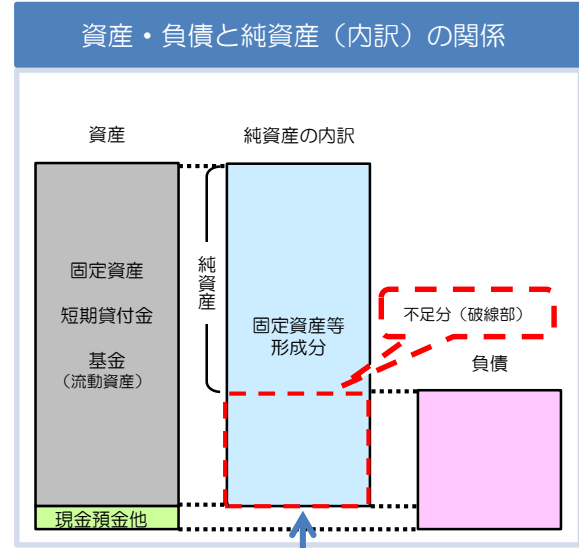 資産・負債と純資産（内訳）の関係
資産
純資産の内訳
固定資産
短期貸付金
基金
（流動資産）
現金預金他
純資産
固定資産等
形成分
不足分（破線部）
負債